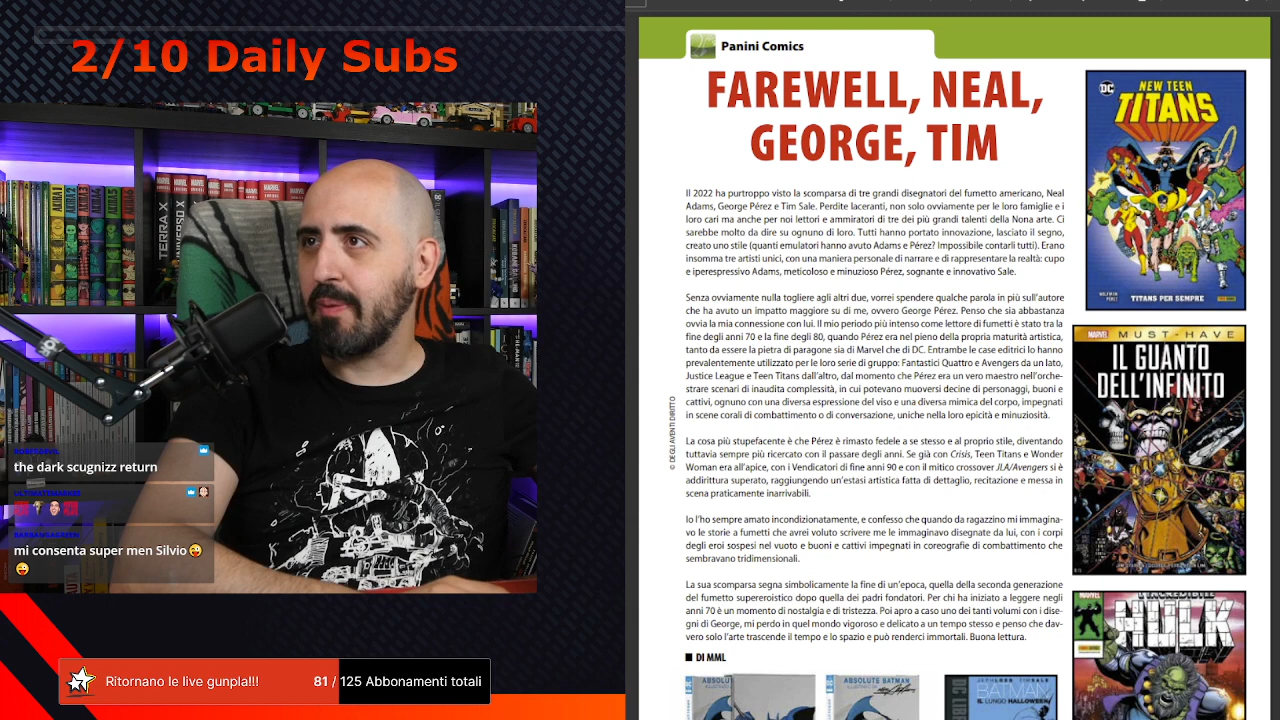 2/10 Daily Subs
TERRA X
UNIVERSO X
the dark scugnizz return
mi consenta super men Silvio
Ritornano le live gunpla!!!
81 / 125 Abbonamenti totali
Panini Comics
FAREWELL, NEAL,
GEORGE, TIM
Il 2022 ha purtroppo visto la scomparsa di tre grandi disegnatori del fumetto americano, Neal
Adams, George Pérez e Tim Sale. Perdite laceranti, non solo ovviamente per le loro famiglie e i
loro cari ma anche per noi lettori e ammiratori di tre dei più grandi talenti della Nona arte. Ci
sarebbe molto da dire su ognuno di loro. Tutti hanno portato innovazione, lasciato il segno,
creato uno stile (quanti emulatori hanno avuto Adams e Pérez? Impossibile contarli tutti). Erano
insomma tre artisti unici, con una maniera personale di narrare e di rappresentare la realtà: cupo
e iperespressivo Adams, meticoloso e minuzioso Pérez, sognante e innovativo Sale.
Senza ovviamente nulla togliere agli altri due, vorrei spendere qualche parola in più sull'autore
che ha avuto un impatto maggiore su di me, ovvero George Pérez. Penso che sia abbastanza
ovvia la mia connessione con lui. Il mio periodo più intenso come lettore di fumetti è stato tra la
fine degli anni 70 e la fine degli 80, quando Pérez era nel pieno della propria maturità artistica,
tanto da essere la pietra di paragone sia di Marvel che di DC. Entrambe le case editrici lo hanno
prevalentemente utilizzato per le loro serie di gruppo: Fantastici Quattro e Avengers da un lato,
Justice League e Teen Titans dall'altro, dal momento che Pérez era un vero maestro nell'orche-
strare scenari di inaudita complessità, in cui potevano muoversi decine di personaggi, buoni e
cattivi, ognuno con una diversa espressione del viso e una diversa mimica del corpo, impegnati
in scene corali di combattimento o di conversazione, uniche nella loro epicità e minuziosità.
La cosa più stupefacente è che Pérez è rimasto fedele a se stesso e al proprio stile, diventando
tuttavia sempre più ricercato con il passare degli anni. Se già con Crisis, Teen Titans e Wonder
Woman era all'apice, con i Vendicatori di fine anni 90 e con il mitico crossover JLA/Avengers si è
addirittura superato, raggiungendo un'estasi artistica fatta di dettaglio, recitazione e messa in
scena praticamente inarrivabili.
Io l'ho sempre amato incondizionatamente, e confesso che quando da ragazzino mi immagina-
vo le storie a fumetti che avrei voluto scrivere me le immaginavo disegnate da lui, con i corpi
degli eroi sospesi nel vuoto e buoni e cattivi impegnati in coreografie di combattimento che
sembravano tridimensionali.
La sua scomparsa segna simbolicamente la fine di un'epoca, quella della seconda generazione
del fumetto supereroistico dopo quella dei padri fondatori. Per chi ha iniziato a leggere negli
anni 70 è un momento di nostalgia e di tristezza. Poi apro a caso uno dei tanti volumi con i dise-
gni di George, mi perdo in quel mondo vigoroso e delicato a un tempo stesso e penso che dav-
vero solo l'arte trascende il tempo e lo spazio e può renderci immortali. Buona lettura.
DI MML
© DEGLI AVENTI DIRITTO
DC
NEW TEEN
TITANS
TITANS PER SEMPRE
MARVEL MUST-HAVE
IL GUANTO
DELL'INFINITO
MARVEL
HULK
ABSOLUTE BATMAN
BATMAN
IL LUNGO HALLOWEEN